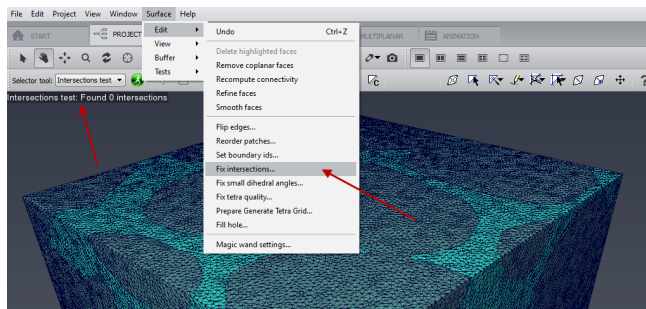 File Edit Project View Window Surface Help
START
PROJECT
MULTIPLANAR
ANIMATION
Edit
View
Buffer
Tests
Undo Ctrl+Z
Delete highlighted faces
Remove coplanar faces
Recompute connectivity
Refine faces
Smooth faces
Flip edges...
Reorder patches...
Set boundary ids...
Fix intersections...
Fix small dihedral angles...
Fix tetra quality...
Prepare Generate Tetra Grid...
Fill hole...
Magic wand settings...
Selector tool: Intersections test
Intersections test: Found 0 intersections